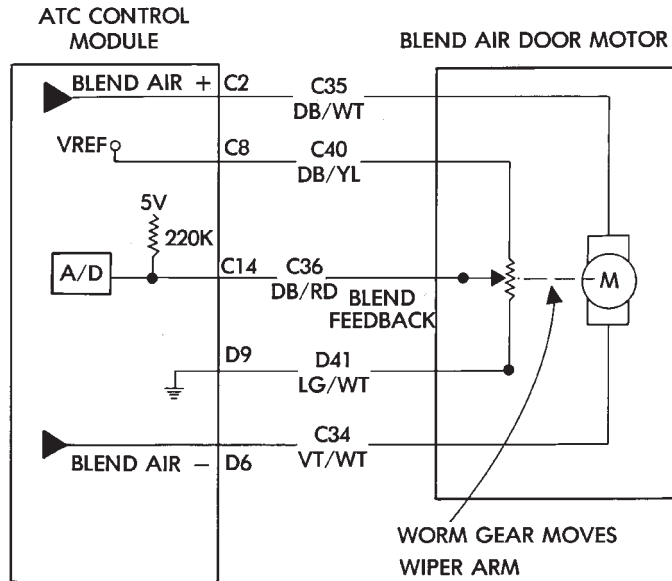 ATC CONTROL
MODULE
BLEND AIR DOOR MOTOR
BLEND AIR + C2 C35
DB/WT
VREF C8 C40
DB/YL
5V
220K
A/D C14 C36
DB/RD BLEND
FEEDBACK
M
D9 D41
LG/WT
BLEND AIR - D6 C34
VT/WT
WORM GEAR MOVES
WIPER ARM